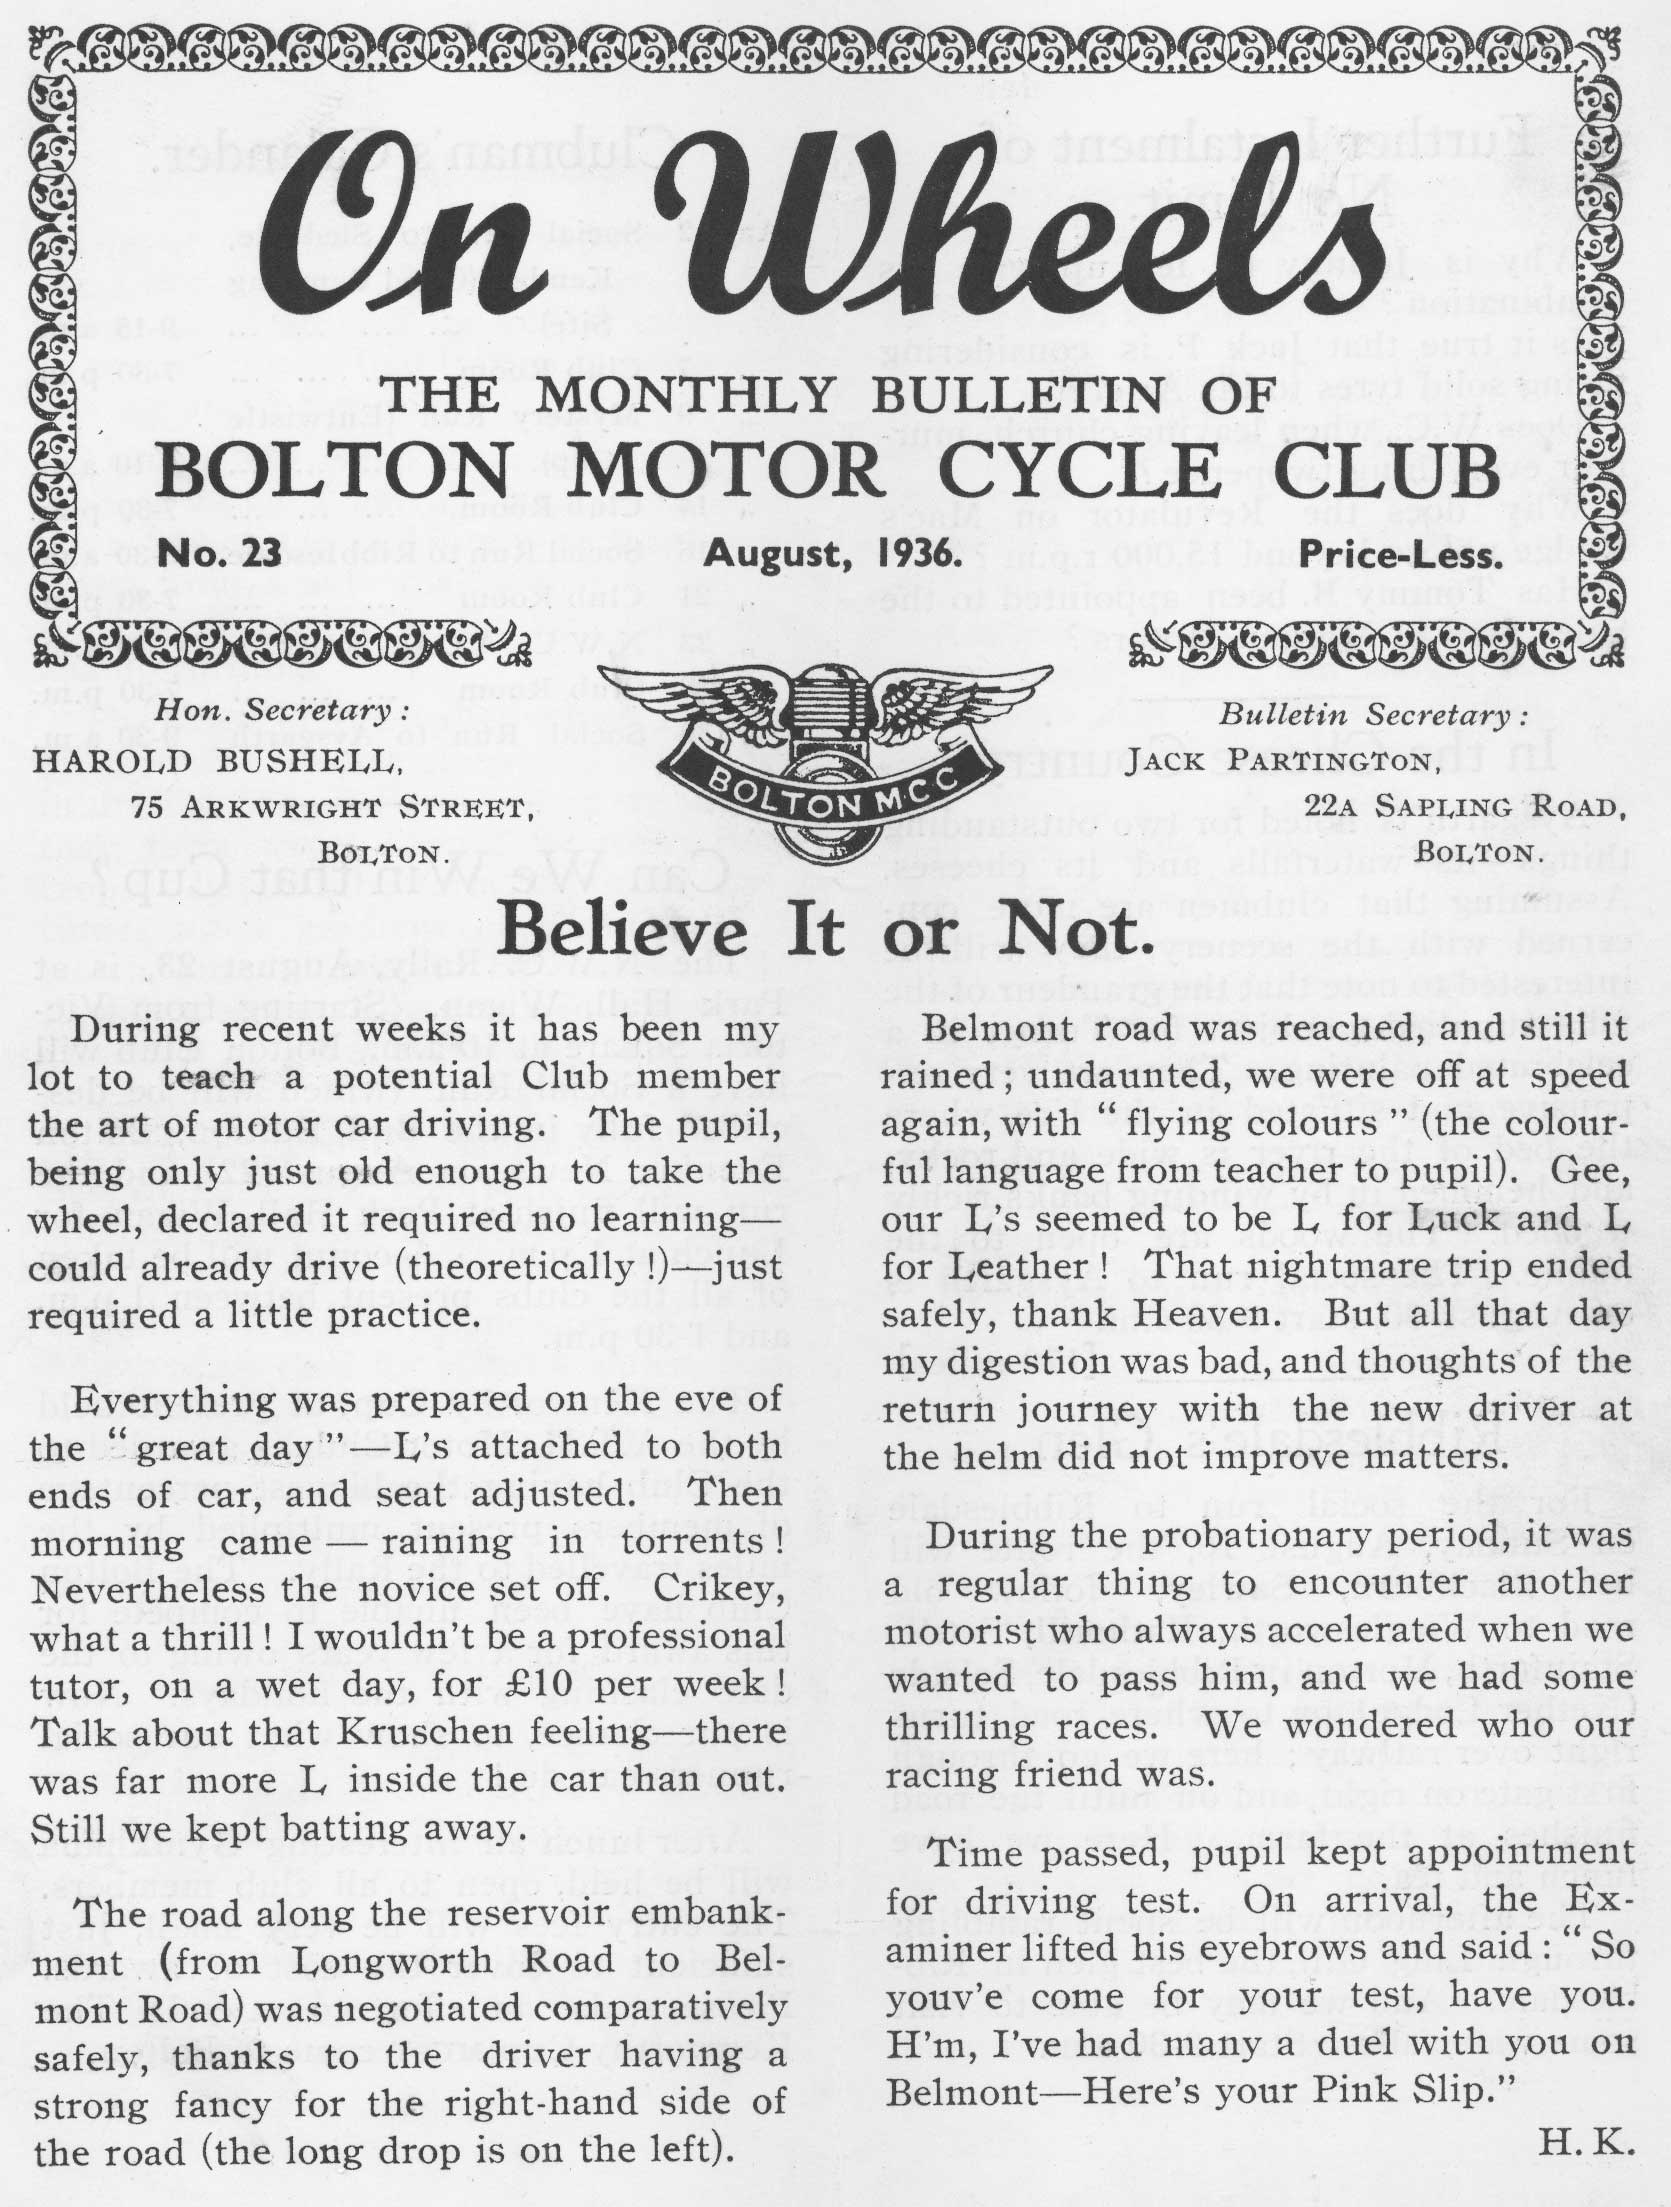 On Wheels
THE MONTHLY BULLETIN OF
BOLTON MOTOR CYCLE CLUB
No. 23 August, 1936. Price-Less.
Hon. Secretary :
HAROLD BUSHELL,
75 ARKWRIGHT STREET,
BOLTON.
BOLTON M.C.C
Bulletin Secretary :
JACK PARTINGTON,
22A SAPLING ROAD,
BOLTON.
Believe It or Not.
During recent weeks it has been my
lot to teach a potential Club member
the art of motor car driving. The pupil,
being only just old enough to take the
wheel, declared it required no learning—
could already drive (theoretically !)—just
required a little practice.
Everything was prepared on the eve of
the “great day”—L's attached to both
ends of car, and seat adjusted. Then
morning came — raining in torrents !
Nevertheless the novice set off. Crikey,
what a thrill! I wouldn't be a professional
tutor, on a wet day, for £10 per week !
Talk about that Kruschen feeling—there
was far more L inside the car than out.
Still we kept batting away.
The road along the reservoir embank-
ment (from Longworth Road to Bel-
mont Road) was negotiated comparatively
safely, thanks to the driver having a
strong fancy for the right-hand side of
the road (the long drop is on the left).
Belmont road was reached, and still it
rained ; undaunted, we were off at speed
again, with “ flying colours ” (the colour-
ful language from teacher to pupil). Gee,
our L's seemed to be L for Luck and L
for Leather ! That nightmare trip ended
safely, thank Heaven. But all that day
my digestion was bad, and thoughts of the
return journey with the new driver at
the helm did not improve matters.
During the probationary period, it was
a regular thing to encounter another
motorist who always accelerated when we
wanted to pass him, and we had some
thrilling races. We wondered who our
racing friend was.
Time passed, pupil kept appointment
for driving test. On arrival, the Ex-
aminer lifted his eyebrows and said : “ So
youv'e come for your test, have you.
H'm, I've had many a duel with you on
Belmont—Here's your Pink Slip.”
H. K.